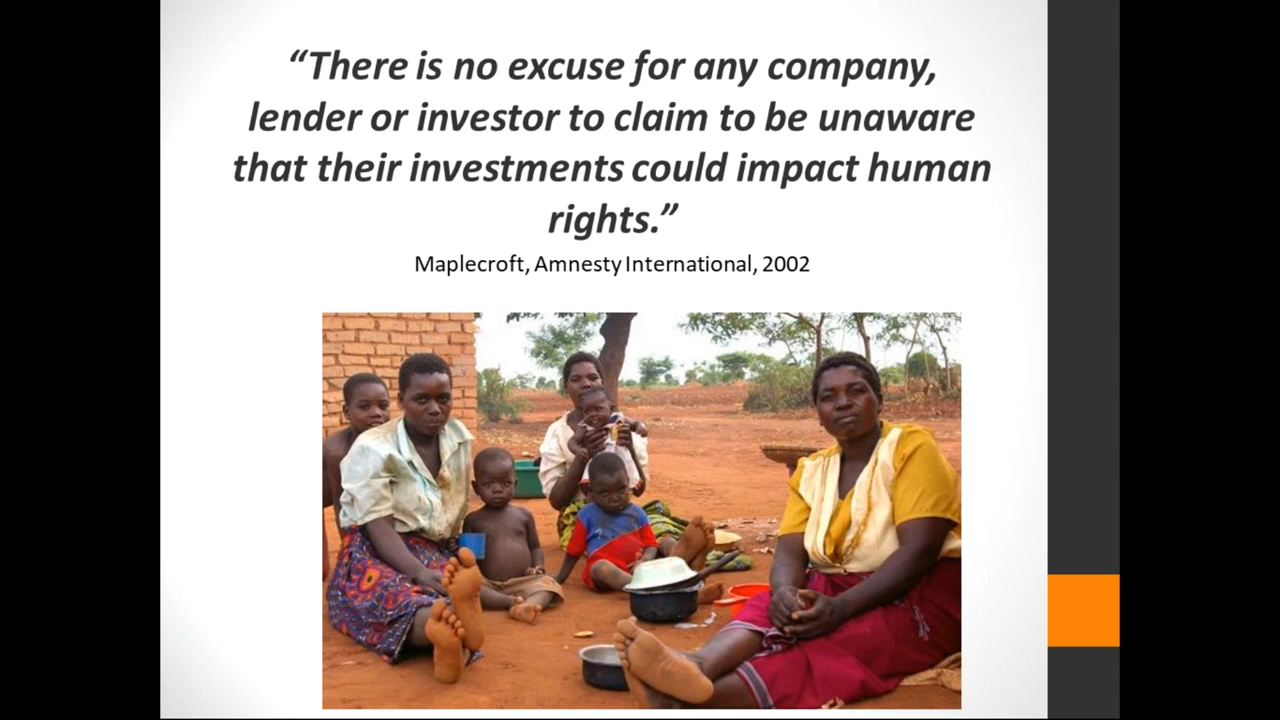 “There is no excuse for any company,
lender or investor to claim to be unaware
that their investments could impact human
rights.”
Maplecroft, Amnesty International, 2002